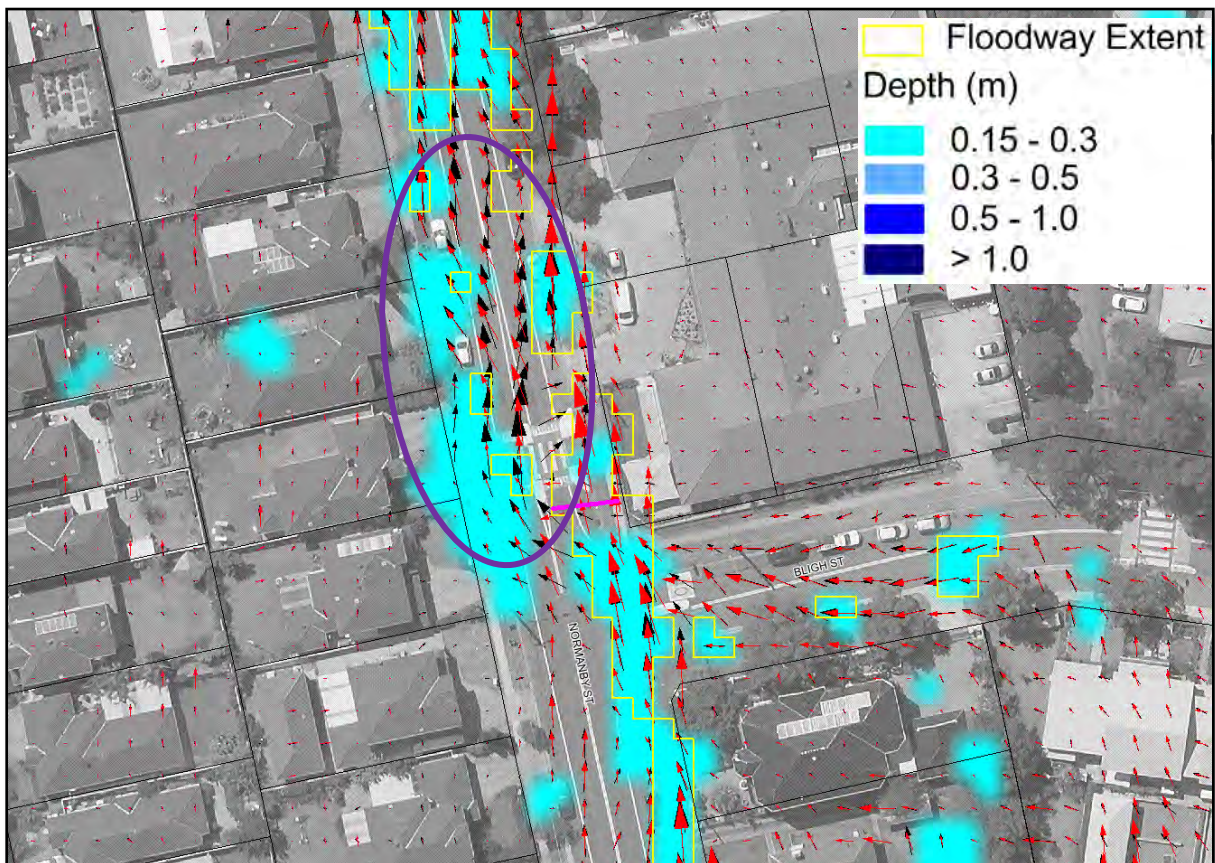 Floodway Extent
Depth (m)
0.15 - 0.3
0.3 - 0.5
0.5 - 1.0
> 1.0
BLIGH ST
NORMANBY ST